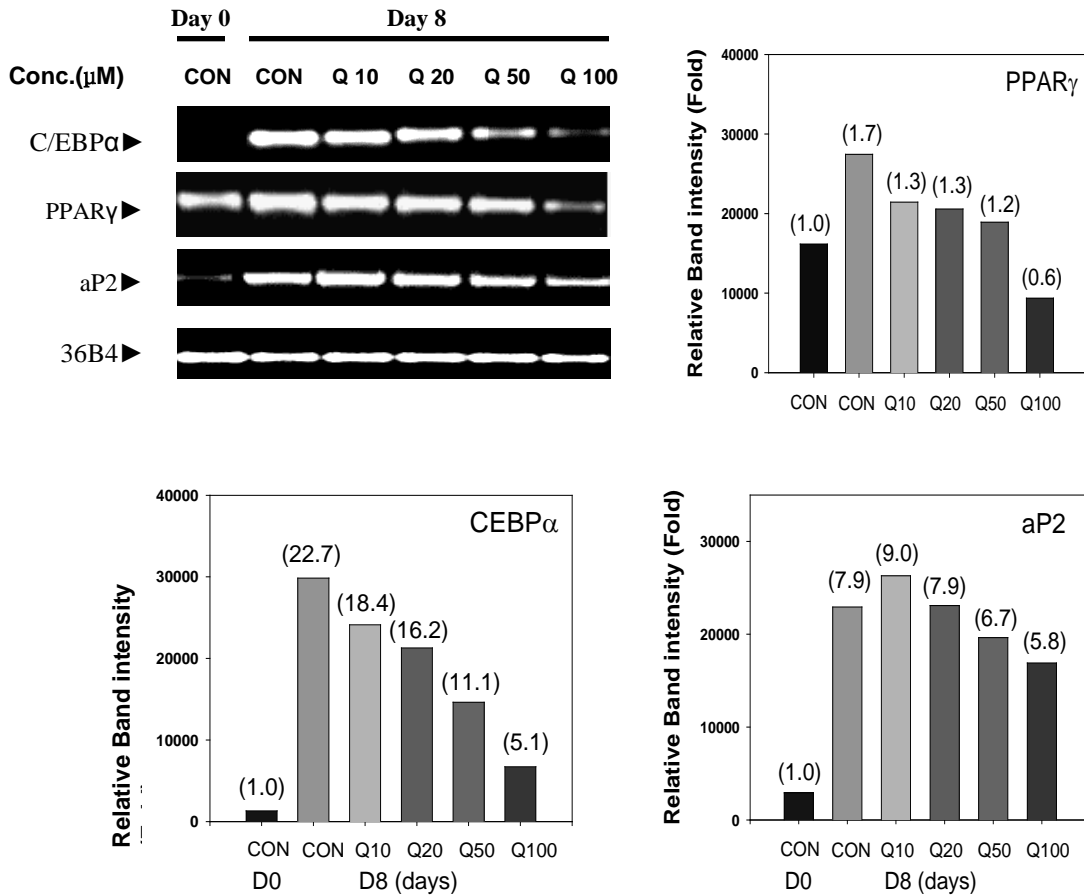 Day 0 Day 8
Conc.(μM) CON CON Q 10 Q 20 Q 50 Q 100
C/EBPα►
PPARγ►
aP2►
36B4►
PPARγ
Relative Band intensity (Fold)
40000
30000
20000
10000
0
(1.0) (1.7) (1.3) (1.3) (1.2) (0.6)
CON CON Q10 Q20 Q50 Q100
CEBPα
Relative Band intensity
40000
30000
20000
10000
0
(1.0) (22.7) (18.4) (16.2) (11.1) (5.1)
CON CON Q10 Q20 Q50 Q100
D0 D8 (days)
aP2
Relative Band intensity (Fold)
30000
20000
10000
0
(1.0) (7.9) (9.0) (7.9) (6.7) (5.8)
CON CON Q10 Q20 Q50 Q100
D0 D8 (days)